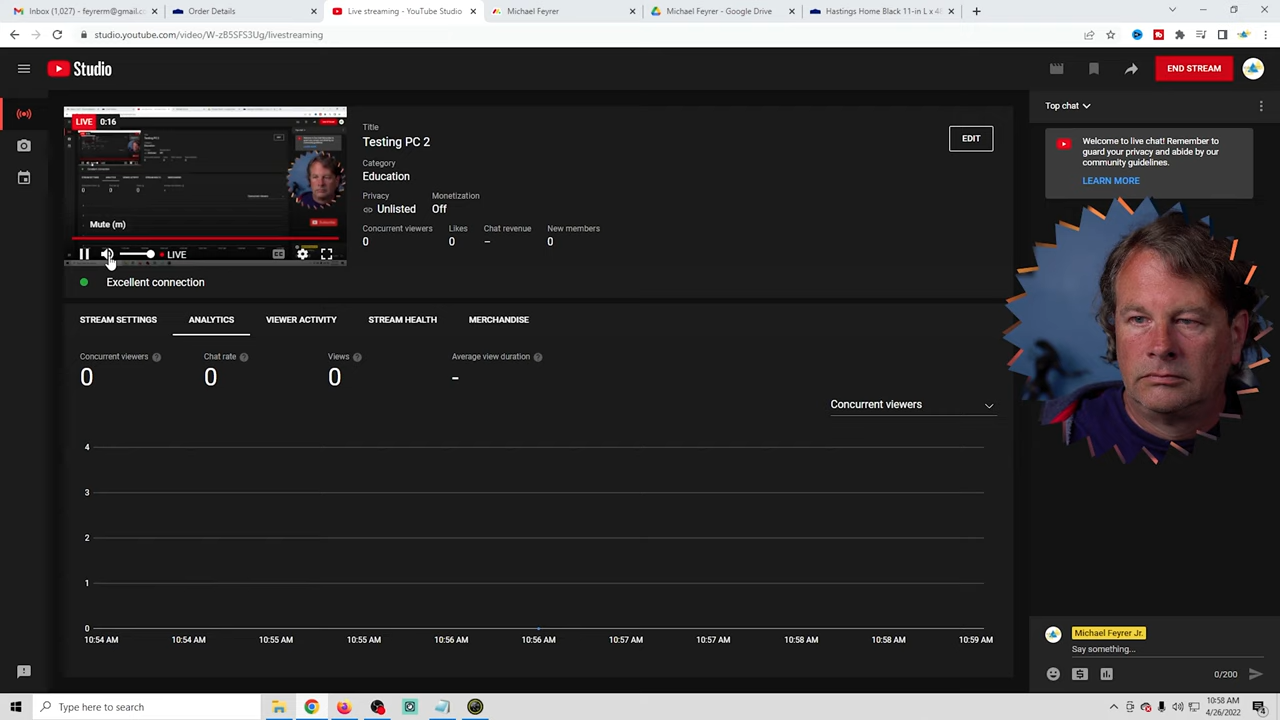 Inbox (1,027) - feyrerm@gmail.c
Order Details
Live streaming - YouTube Studio
Michael Feyrer
Michael Feyrer - Google Drive
Hastings Home Black 11-in L x 4
studio.youtube.com/video/W-zB5SFS3Ug/livestreaming
Studio
END STREAM
LIVE 0:16
Mute (m)
LIVE
Excellent connection
Title
Testing PC 2
EDIT
Category
Education
Privacy
Monetization
Unlisted
Off
Concurrent viewers
Likes
Chat revenue
New members
0
0
–
0
Top chat
Welcome to live chat! Remember to
guard your privacy and abide by our
community guidelines.
LEARN MORE
STREAM SETTINGS
ANALYTICS
VIEWER ACTIVITY
STREAM HEALTH
MERCHANDISE
Concurrent viewers
Chat rate
Views
Average view duration
0
0
0
-
Concurrent viewers
4
3
2
1
0
10:54 AM
10:54 AM
10:55 AM
10:55 AM
10:56 AM
10:56 AM
10:57 AM
10:57 AM
10:58 AM
10:58 AM
10:59 AM
Michael Feyrer Jr.
Say something...
0/200
Type here to search
10:58 AM
4/26/2022